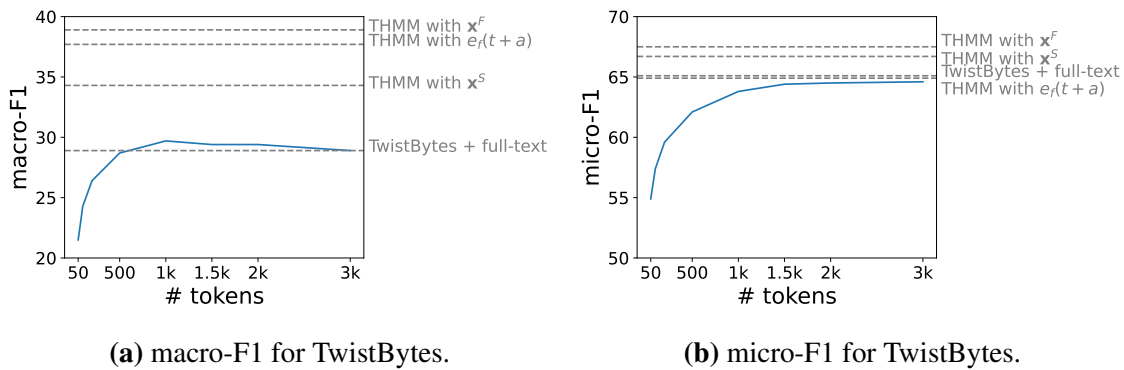 40
35
30
25
20
macro-F1
50 500 1k 1.5k 2k 3k
# tokens
THMM with x^F
THMM with e_f(t + a)
THMM with x^S
TwistBytes + full-text
(a) macro-F1 for TwistBytes.
70
65
60
55
50
micro-F1
50 500 1k 1.5k 2k 3k
# tokens
THMM with x^F
THMM with x^S
TwistBytes + full-text
THMM with e_f(t + a)
(b) micro-F1 for TwistBytes.